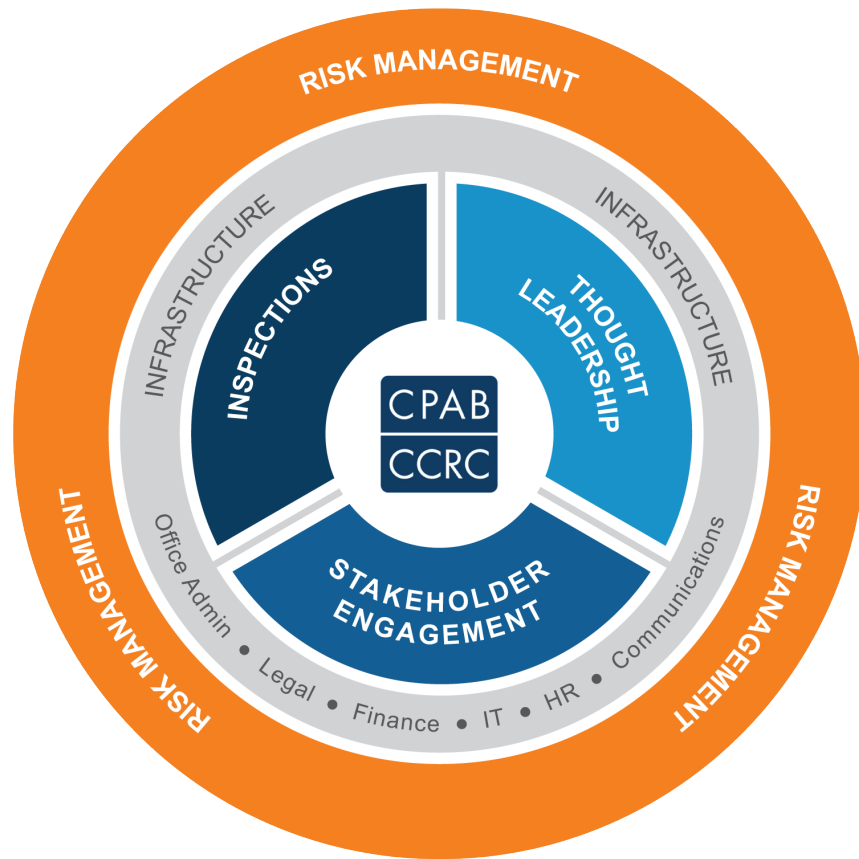 RISK MANAGEMENT
INFRASTRUCTURE
INFRASTRUCTURE
INSPECTIONS
THOUGHT
LEADERSHIP
CPAB
CCRC
STAKEHOLDER
ENGAGEMENT
RISK MANAGEMENT
RISK MANAGEMENT
Office Admin • Legal • Finance • IT • HR • Communications